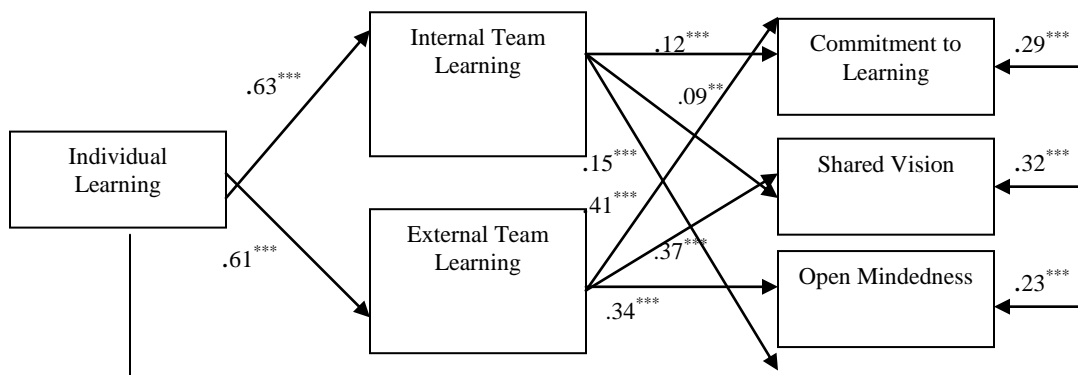 Internal Team
Learning
Commitment to
Learning
.12***
.29***
.63***
.09**
Individual
Learning
.15***
Shared Vision
.32***
.41***
External Team
Learning
.61***
.37***
Open Mindedness
.23***
.34***